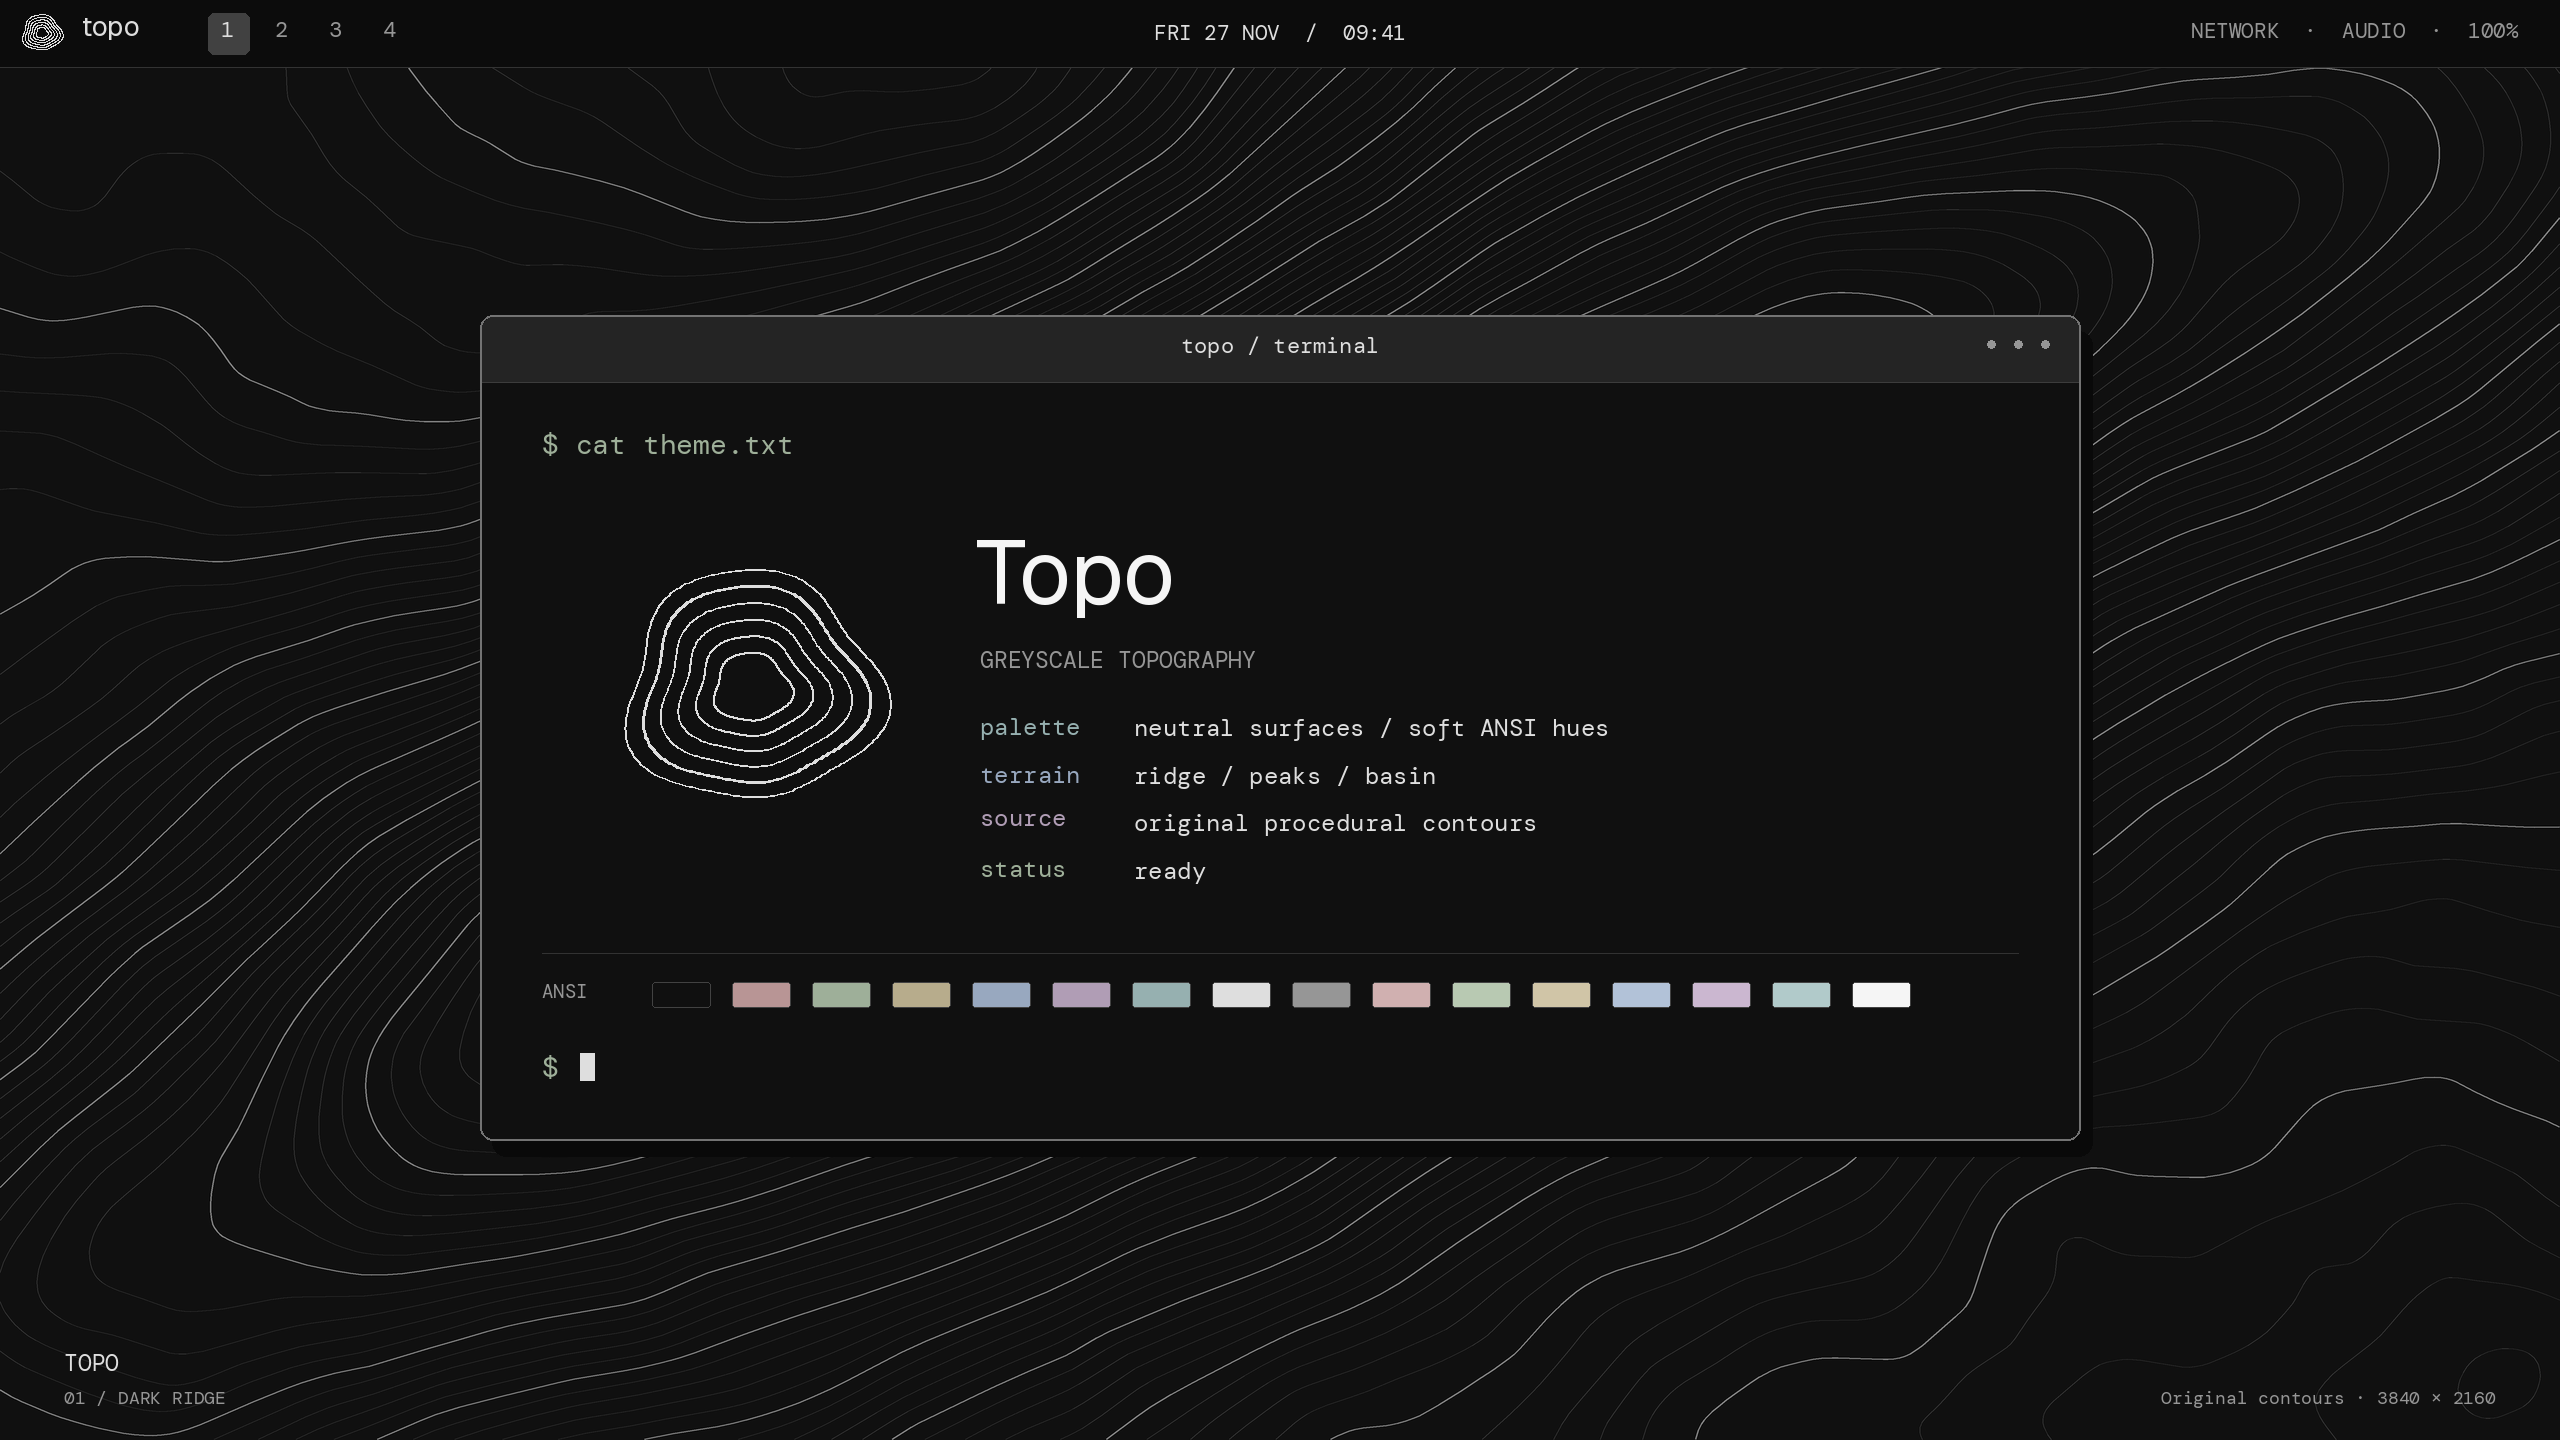 topo 1 2 3 4 FRI 27 NOV / 09:41 NETWORK · AUDIO · 100%
topo / terminal
$ cat theme.txt
Topo
GREYSCALE TOPOGRAPHY
palette neutral surfaces / soft ANSI hues
terrain ridge / peaks / basin
source original procedural contours
status ready
ANSI
$
TOPO
01 / DARK RIDGE
Original contours · 3840 × 2160